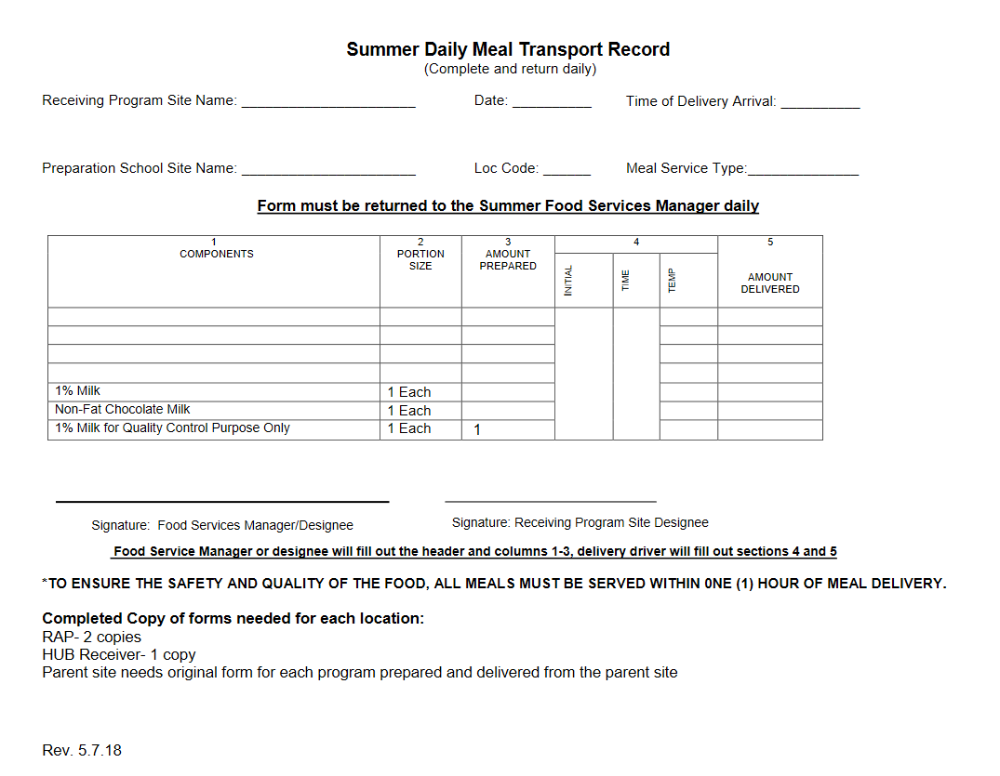 Summer Daily Meal Transport Record
(Complete and return daily)
Receiving Program Site Name: ______________________ Date: __________ Time of Delivery Arrival: __________
Preparation School Site Name: ______________________ Loc Code: ______ Meal Service Type:______________
Form must be returned to the Summer Food Services Manager daily
1 2 3 4 5
COMPONENTS PORTION AMOUNT
SIZE PREPARED
INITIAL TIME TEMP AMOUNT
DELIVERED
1% Milk 1 Each
Non-Fat Chocolate Milk 1 Each
1% Milk for Quality Control Purpose Only 1 Each 1
Signature: Food Services Manager/Designee Signature: Receiving Program Site Designee
Food Service Manager or designee will fill out the header and columns 1-3, delivery driver will fill out sections 4 and 5
*TO ENSURE THE SAFETY AND QUALITY OF THE FOOD, ALL MEALS MUST BE SERVED WITHIN 0NE (1) HOUR OF MEAL DELIVERY.
Completed Copy of forms needed for each location:
RAP- 2 copies
HUB Receiver- 1 copy
Parent site needs original form for each program prepared and delivered from the parent site
Rev. 5.7.18